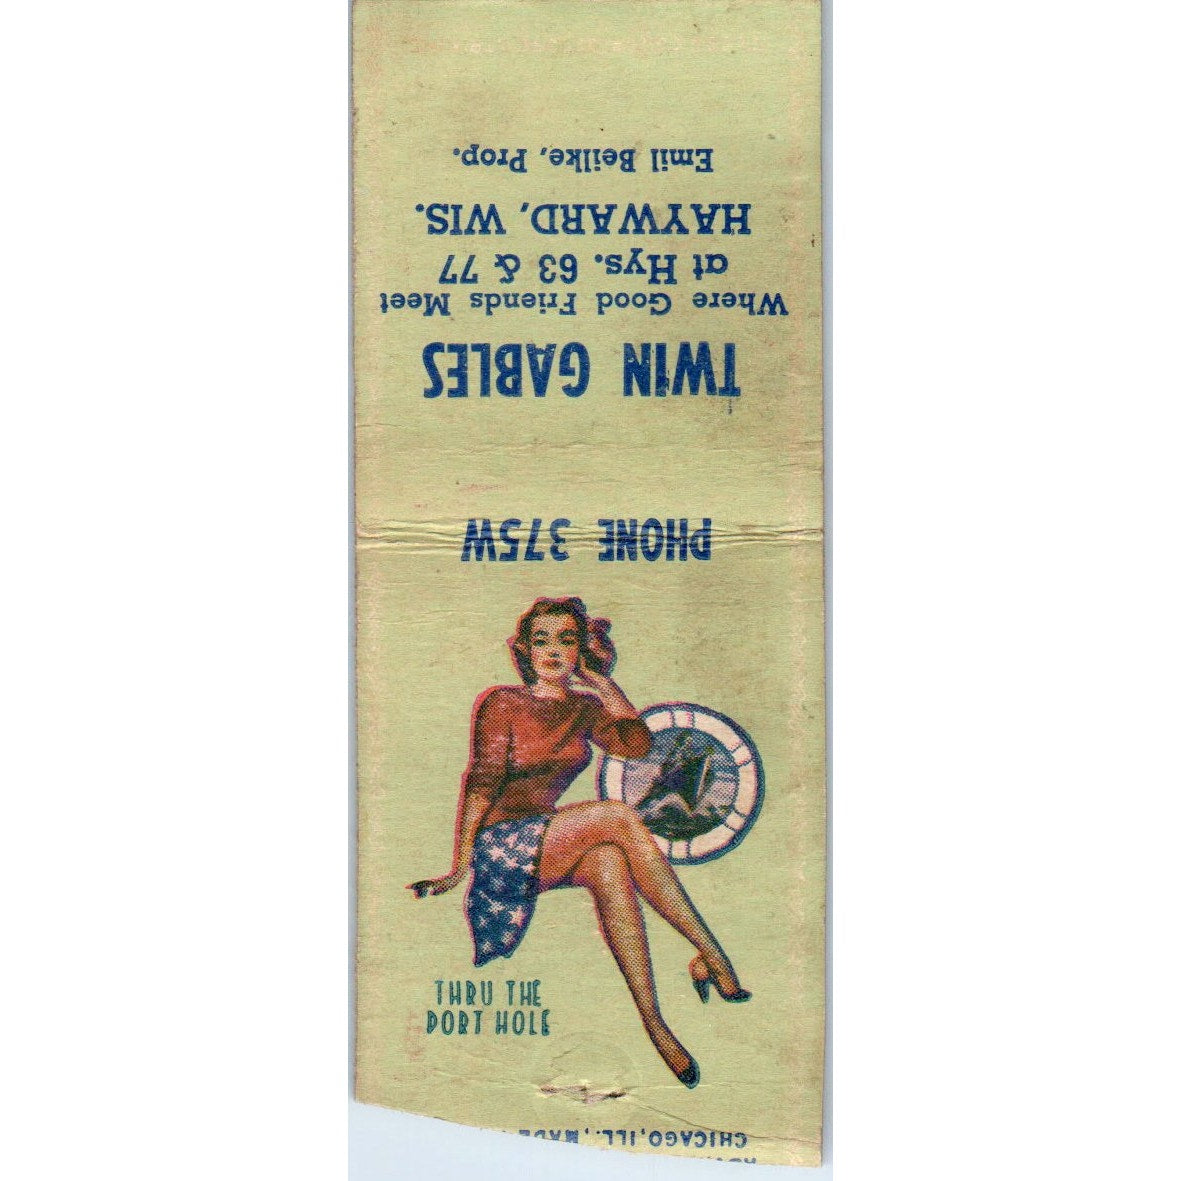 TWIN GABLES
Where Good Friends Meet
at Hys. 63 & 77
HAYWARD, WIS.
Emil Beilke, Prop.
PHONE 375W
THRU THE
PORT HOLE
CHICAGO, ILL., MADE